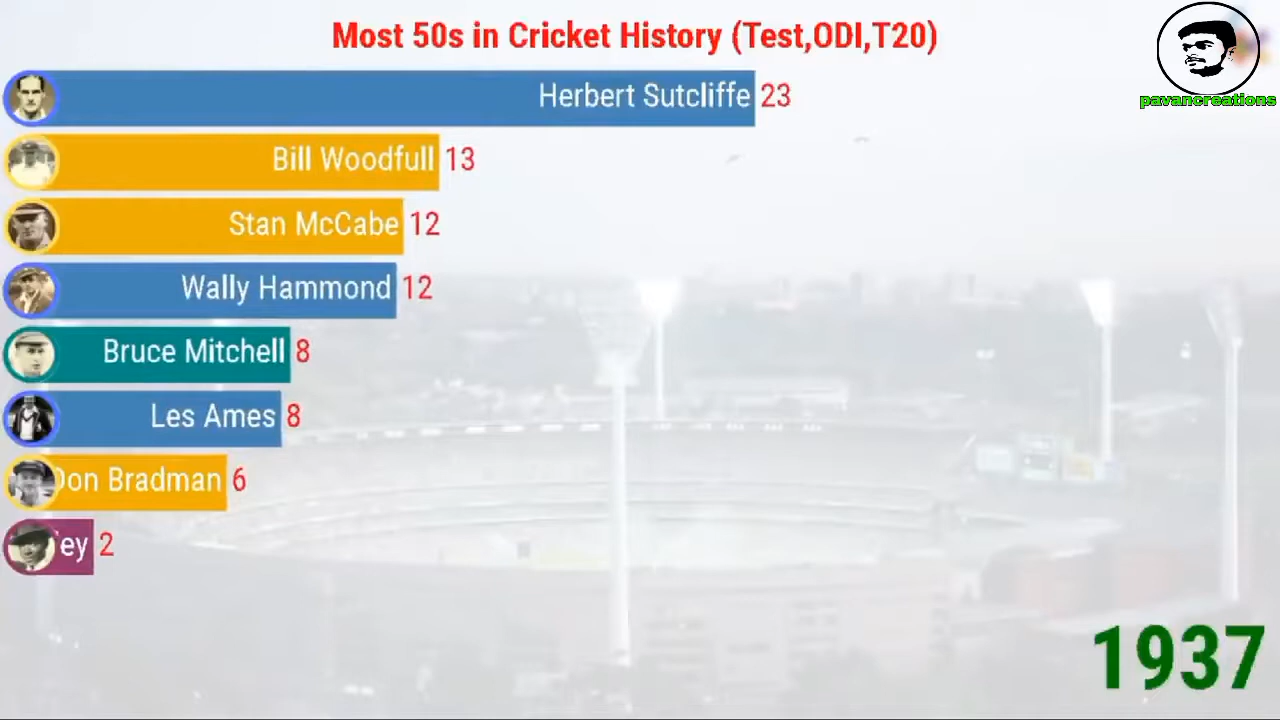 Most 50s in Cricket History (Test,ODI,T20)
pavancreations
Herbert Sutcliffe 23
Bill Woodfull 13
Stan McCabe 12
Wally Hammond 12
Bruce Mitchell 8
Les Ames 8
Don Bradman 6
ey 2
1937